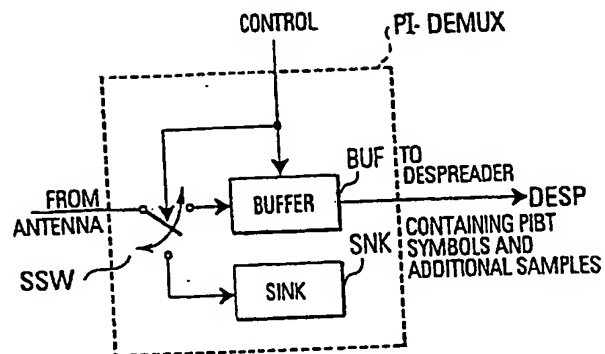 CONTROL
PI- DEMUX
BUF
TO
DESPREADER
FROM
ANTENNA
BUFFER
DESP
CONTAINING PIBT
SYMBOLS AND
ADDITIONAL SAMPLES
SSW
SNK
SINK